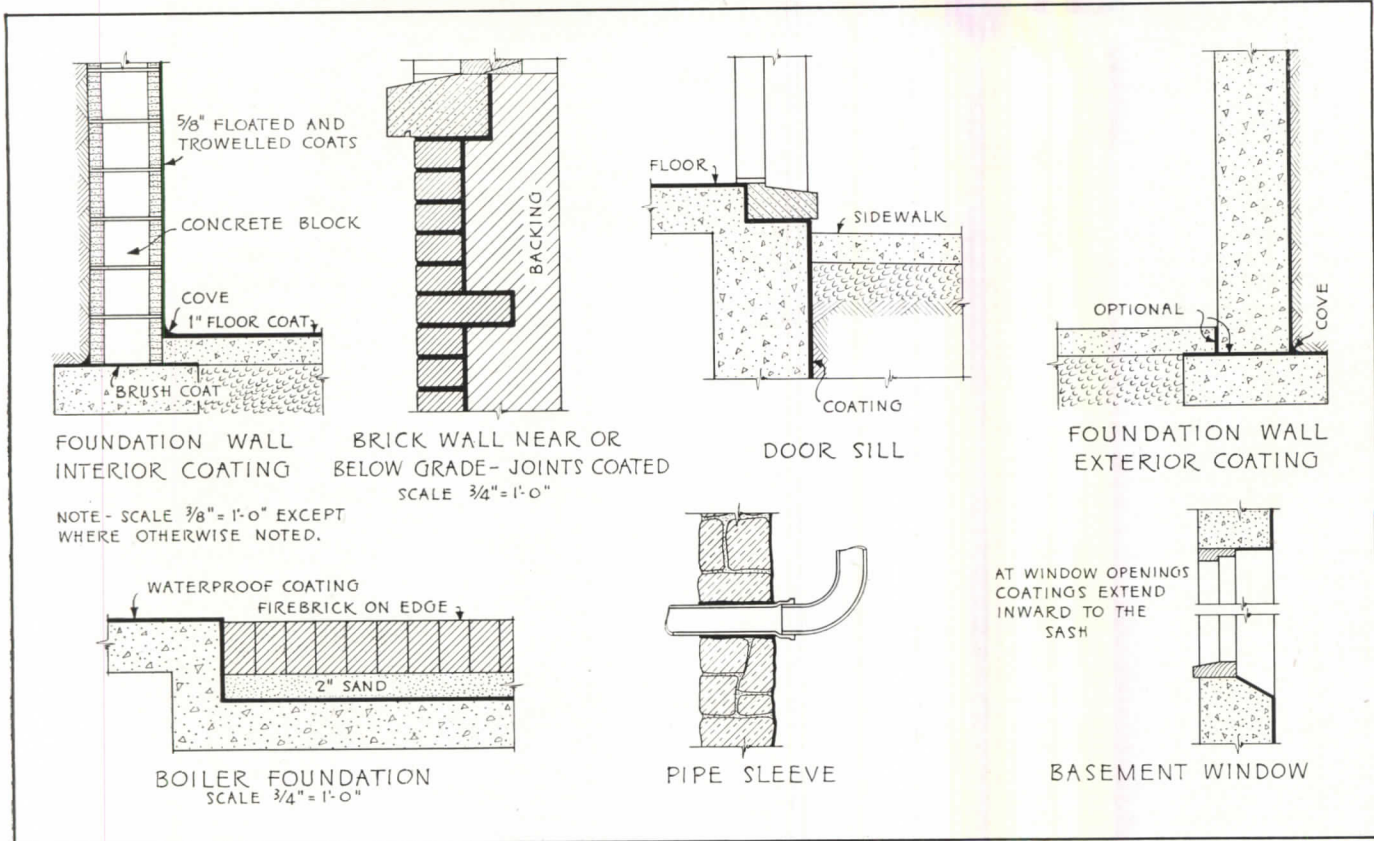 5/8" FLOATED AND
TROWELLED COATS
CONCRETE BLOCK
COVE
1" FLOOR COAT
BRUSH COAT
FOUNDATION WALL
INTERIOR COATING
BACKING
BRICK WALL NEAR OR
BELOW GRADE - JOINTS COATED
SCALE 3/4" = 1'-0"
FLOOR
SIDEWALK
COATING
DOOR SILL
OPTIONAL
COVE
FOUNDATION WALL
EXTERIOR COATING
NOTE - SCALE 3/8" = 1'-0" EXCEPT
WHERE OTHERWISE NOTED.
WATERPROOF COATING
FIREBRICK ON EDGE
2" SAND
BOILER FOUNDATION
SCALE 3/4" = 1'-0"
PIPE SLEEVE
AT WINDOW OPENINGS
COATINGS EXTEND
INWARD TO THE
SASH
BASEMENT WINDOW